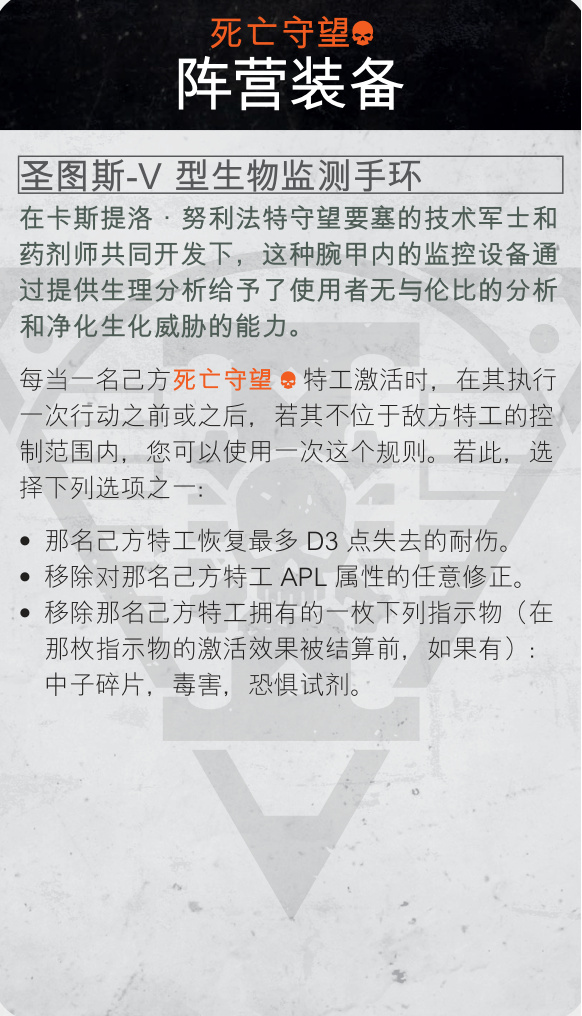 死亡守望
阵营装备
圣图斯-V 型生物监测手环
在卡斯提洛·努利法特守望要塞的技术军士和
药剂师共同开发下，这种腕甲内的监控设备通
过提供生理分析给予了使用者无与伦比的分析
和净化生化威胁的能力。
每当一名己方死亡守望 特工激活时，在其执行
一次行动之前或之后，若其不位于敌方特工的控
制范围内，您可以使用一次这个规则。若此，选
择下列选项之一：
• 那名己方特工恢复最多 D3 点失去的耐伤。
• 移除对那名己方特工 APL 属性的任意修正。
• 移除那名己方特工拥有的一枚下列指示物（在
那枚指示物的激活效果被结算前，如果有）：
中子碎片，毒害，恐惧试剂。